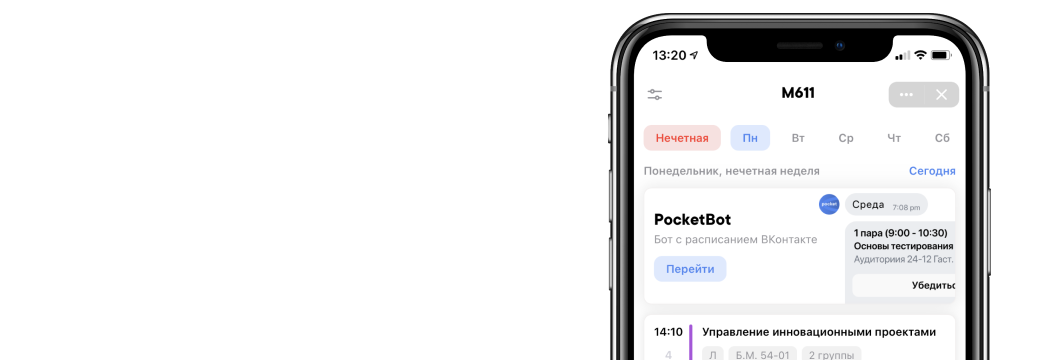 13:20
M611
Нечетная Пн Вт Ср Чт Сб
Понедельник, нечетная неделя Сегодня
PocketBot
Бот с расписанием ВКонтакте
Перейти
pocket
Среда 7:08 pm
1 пара (9:00 - 10:30)
Основы тестирования
Аудиториия 24-12 Гаст.
Убедитьс
14:10 Управление инновационными проектами
4 Л Б.М. 54-01 2 группы